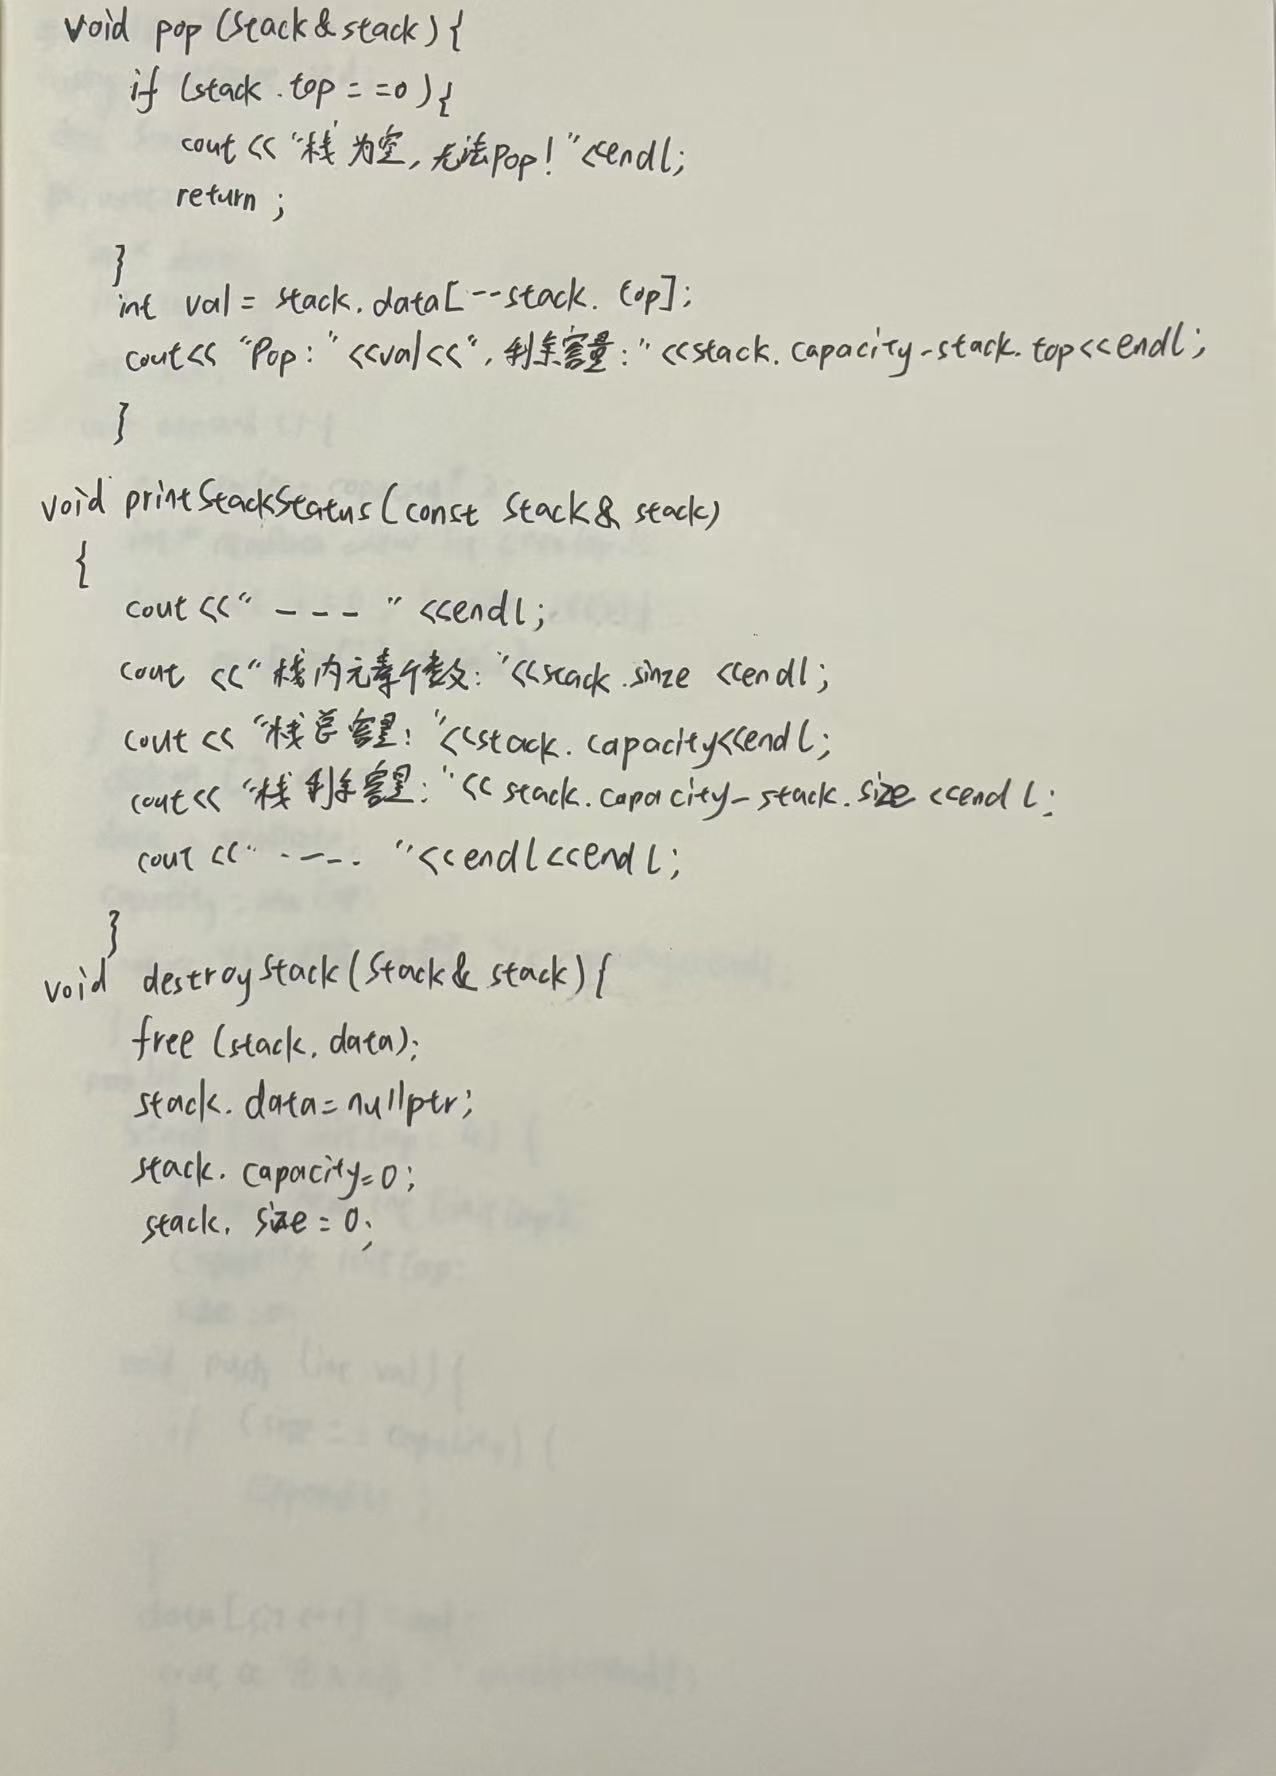 void pop (Stack & stack) {
if (stack . top = =0 ) {
cout << "栈为空,无法pop! "<<endl;
return ;
}
int val = stack. data[--stack. top];
cout<< "Pop: "<<val<<", 剩余容量: "<<stack. capacity-stack. top<<endl;
}
void printStackStatus(const Stack& stack)
{
cout <<" - - - " <<endl;
cout <<"栈内元素个数: "<<stack .sinze <<endl;
cout << "栈总容量: "<<stack. capacity<<endl;
cout<< "栈剩余容量: "<< stack.capacity-stack.size <<endl;
cout <<" ---- "<<endl<<endl;
}
void destroyStack (Stack& stack) {
free (stack. data);
stack. data=nullptr;
stack. capacity=0;
stack. size = 0;